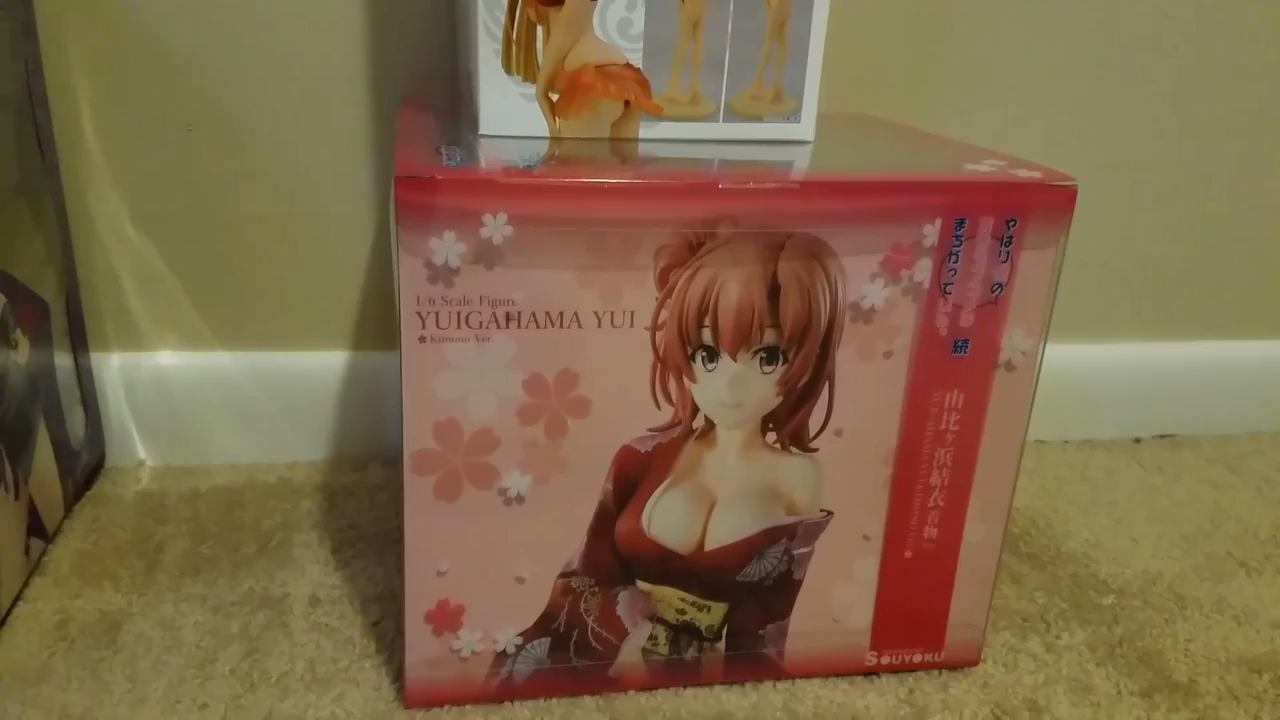 1/6 Scale Figure
YUIGAHAMA YUI
Kimono Ver.
やはり
の
まちがって
続
由比ヶ浜結衣
着物
SOUYOKU